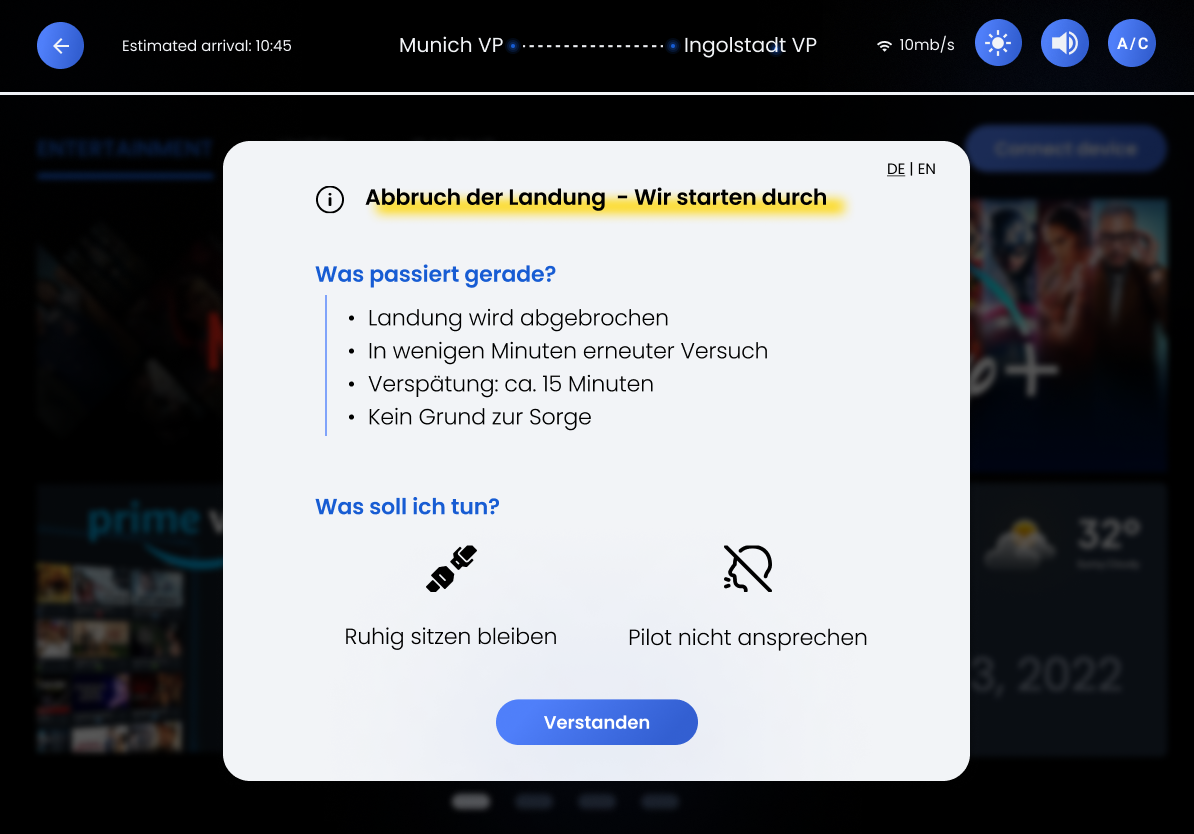 Estimated arrival: 10:45
Munich VP
Ingolstadt VP
10mb/s
A/C
ENTERTAINMENT
Connect device
DE | EN
Abbruch der Landung - Wir starten durch
Was passiert gerade?
• Landung wird abgebrochen
• In wenigen Minuten erneuter Versuch
• Verspätung: ca. 15 Minuten
• Kein Grund zur Sorge
prime
32°
Was soll ich tun?
Ruhig sitzen bleiben
Pilot nicht ansprechen
3, 2022
Verstanden